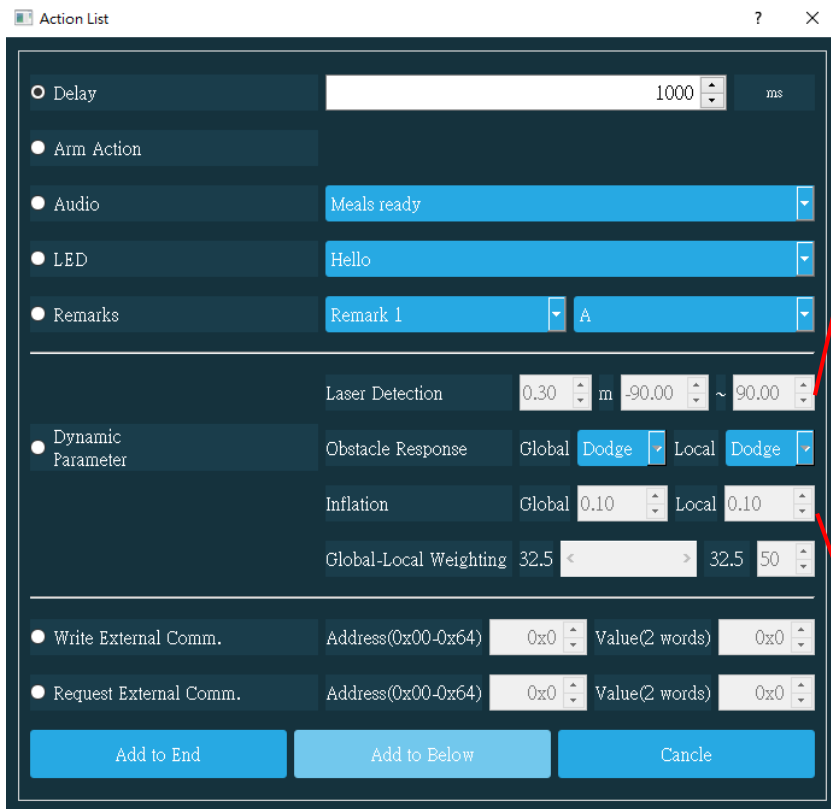 Action List ?
Delay 1000 ms
Arm Action
Audio Meals ready
LED Hello
Remarks Remark 1 A
Laser Detection 0.30 m -90.00 ~ 90.00
Dynamic
Parameter
Obstacle Response Global Dodge Local Dodge
Inflation Global 0.10 Local 0.10
Global-Local Weighting 32.5 < > 32.5 50
Write External Comm. Address(0x00-0x64) 0x0 Value(2 words) 0x0
Request External Comm. Address(0x00-0x64) 0x0 Value(2 words) 0x0
Add to End Add to Below Cancle